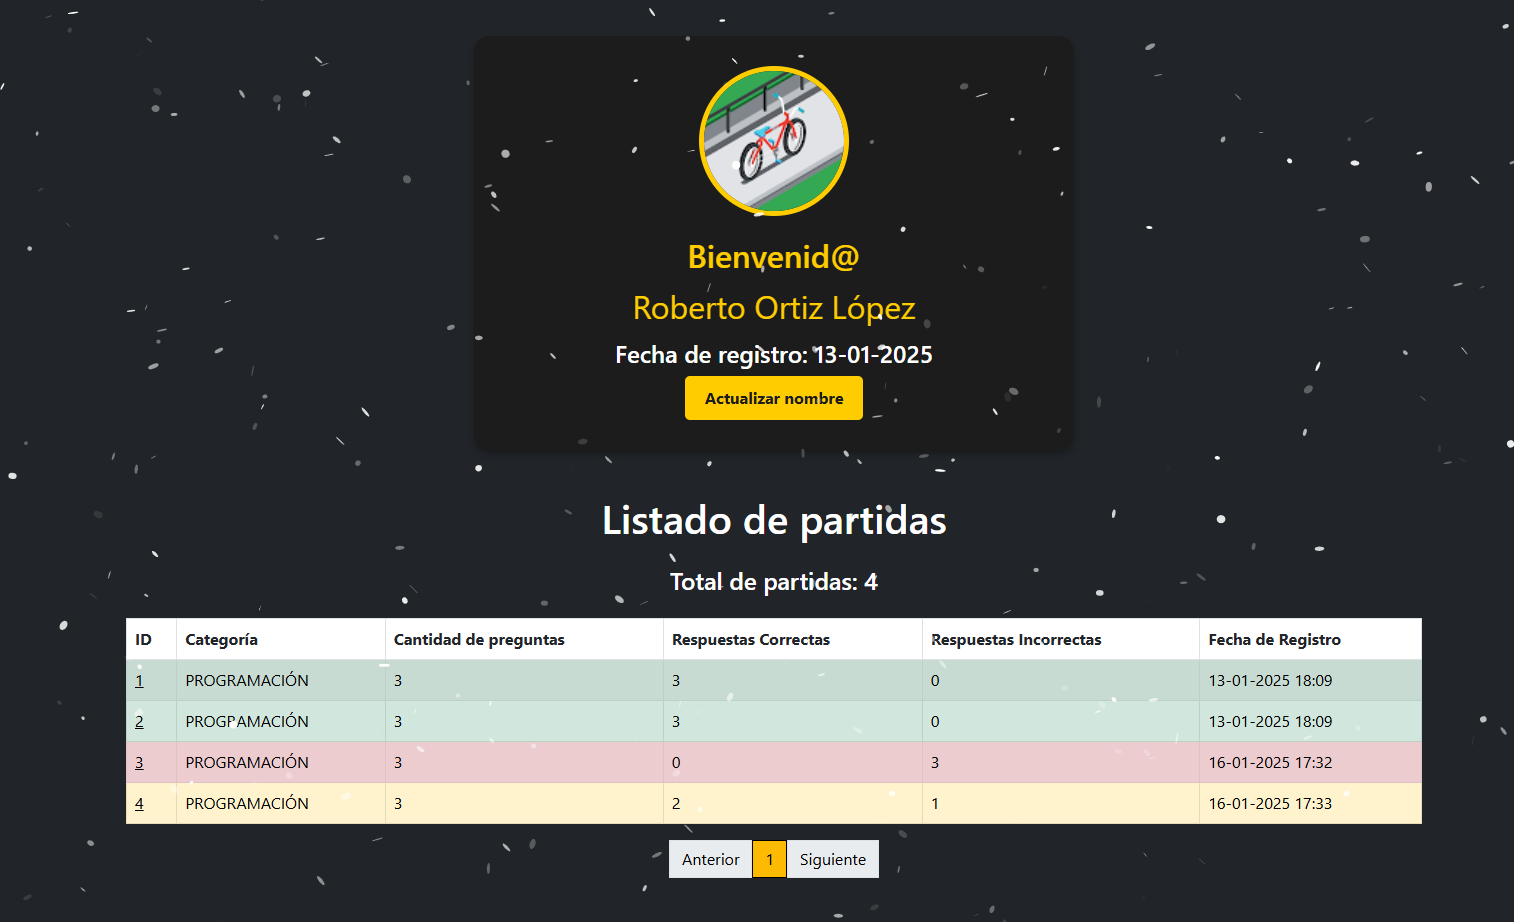 Bienvenid@
Roberto Ortiz López
Fecha de registro: 13-01-2025
Actualizar nombre
Listado de partidas
Total de partidas: 4
ID Categoría Cantidad de preguntas Respuestas Correctas Respuestas Incorrectas Fecha de Registro
1 PROGRAMACIÓN 3 3 0 13-01-2025 18:09
2 PROGRAMACIÓN 3 3 0 13-01-2025 18:09
3 PROGRAMACIÓN 3 0 3 16-01-2025 17:32
4 PROGRAMACIÓN 3 2 1 16-01-2025 17:33
Anterior 1 Siguiente